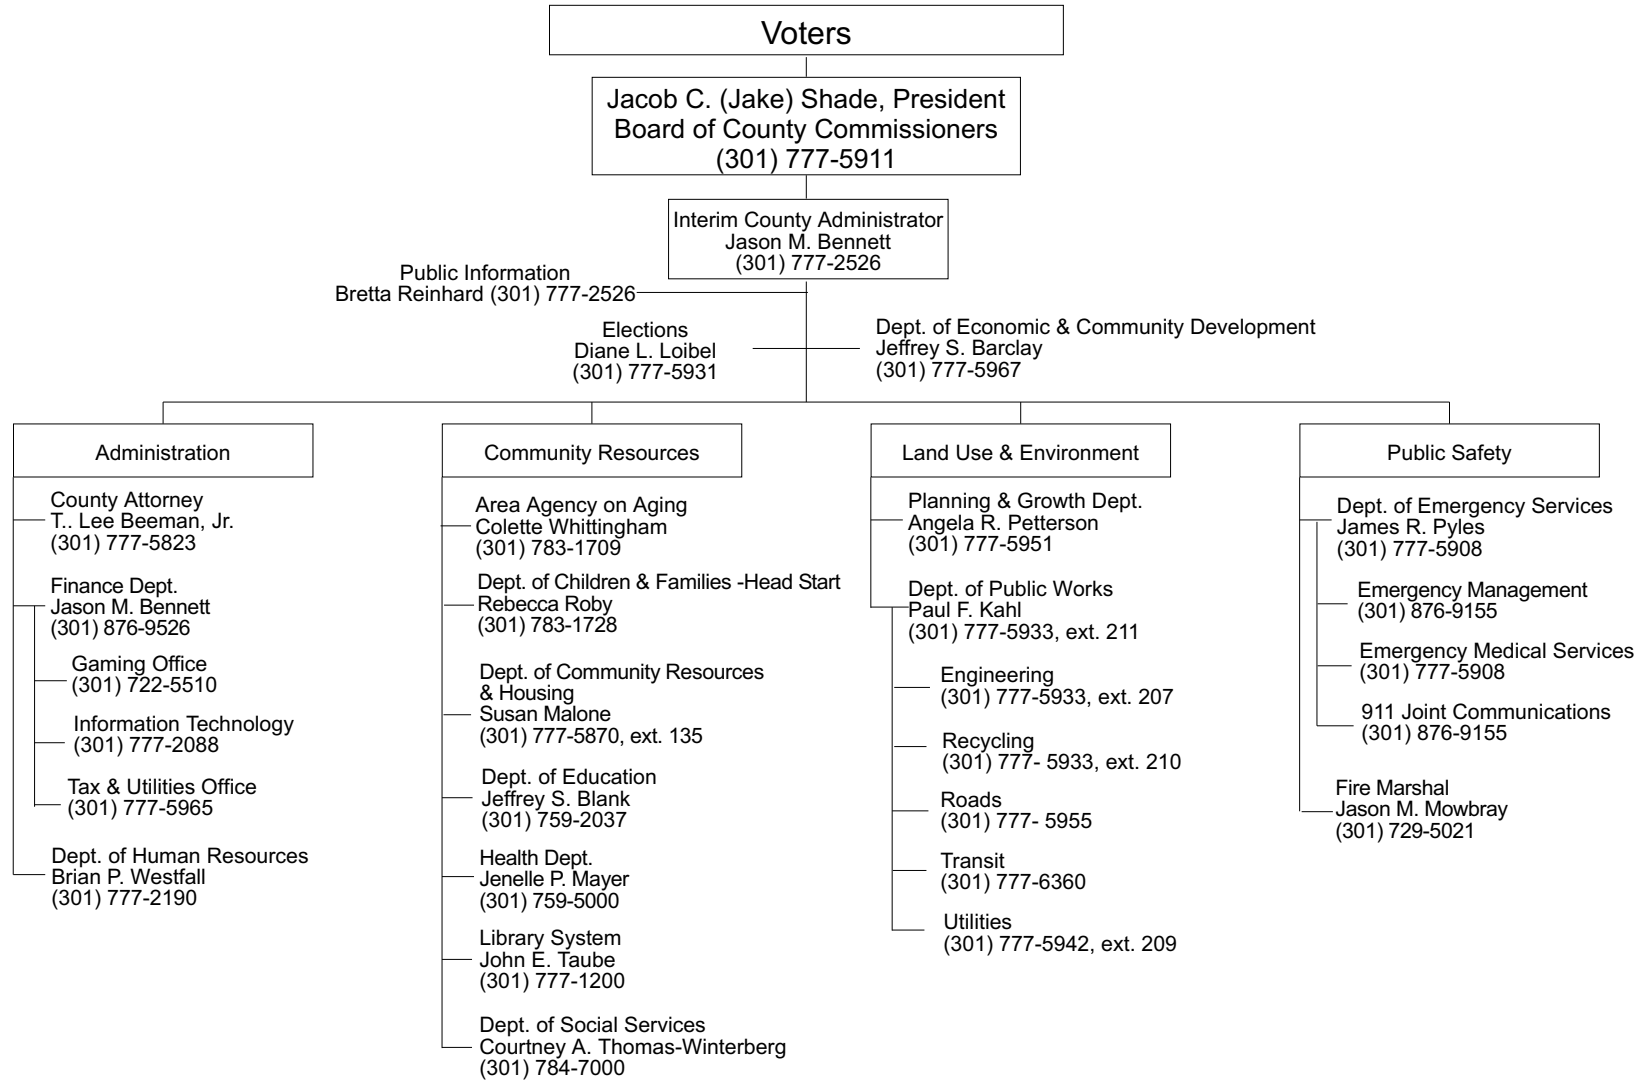 Voters
Jacob C. (Jake) Shade, President
Board of County Commissioners
(301) 777-5911
Interim County Administrator
Jason M. Bennett
(301) 777-2526
Public Information
Bretta Reinhard (301) 777-2526
Elections
Diane L. Loibel
(301) 777-5931
Dept. of Economic & Community Development
Jeffrey S. Barclay
(301) 777-5967
Administration
County Attorney
T.. Lee Beeman, Jr.
(301) 777-5823
Finance Dept.
Jason M. Bennett
(301) 876-9526
Gaming Office
(301) 722-5510
Information Technology
(301) 777-2088
Tax & Utilities Office
(301) 777-5965
Dept. of Human Resources
Brian P. Westfall
(301) 777-2190
Community Resources
Area Agency on Aging
Colette Whittingham
(301) 783-1709
Dept. of Children & Families -Head Start
Rebecca Roby
(301) 783-1728
Dept. of Community Resources
& Housing
Susan Malone
(301) 777-5870, ext. 135
Dept. of Education
Jeffrey S. Blank
(301) 759-2037
Health Dept.
Jenelle P. Mayer
(301) 759-5000
Library System
John E. Taube
(301) 777-1200
Dept. of Social Services
Courtney A. Thomas-Winterberg
(301) 784-7000
Land Use & Environment
Planning & Growth Dept.
Angela R. Petterson
(301) 777-5951
Dept. of Public Works
Paul F. Kahl
(301) 777-5933, ext. 211
Engineering
(301) 777-5933, ext. 207
Recycling
(301) 777- 5933, ext. 210
Roads
(301) 777- 5955
Transit
(301) 777-6360
Utilities
(301) 777-5942, ext. 209
Public Safety
Dept. of Emergency Services
James R. Pyles
(301) 777-5908
Emergency Management
(301) 876-9155
Emergency Medical Services
(301) 777-5908
911 Joint Communications
(301) 876-9155
Fire Marshal
Jason M. Mowbray
(301) 729-5021